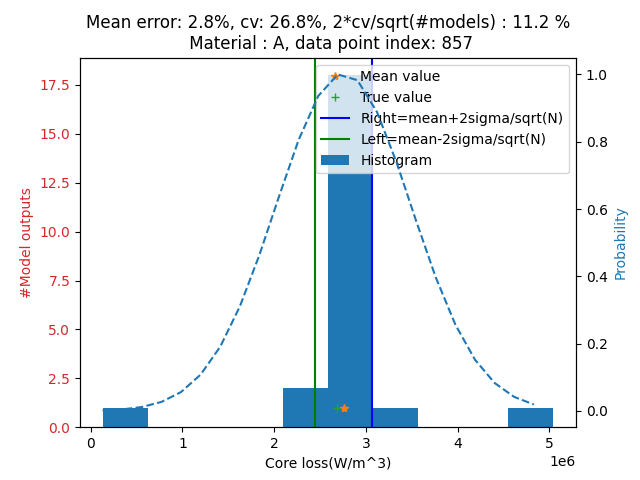 Mean error: 2.8%, cv: 26.8%, 2*cv/sqrt(#models) : 11.2 %
Material : A, data point index: 857
Mean value
True value
Right=mean+2sigma/sqrt(N)
Left=mean-2sigma/sqrt(N)
Histogram
#Model outputs
17.5
15.0
12.5
10.0
7.5
5.0
2.5
0.0
1.0
0.8
0.6
0.4
0.2
0.0
Probability
0 1 2 3 4 5
1e6
Core loss(W/m^3)